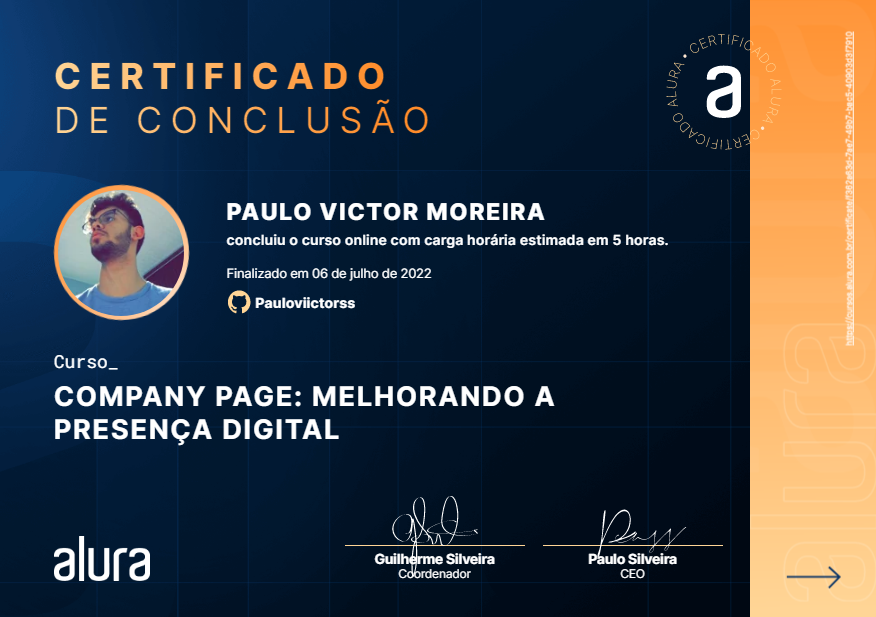 CERTIFICADO
DE CONCLUSÃO
CERTIFICADO ALURA • CERTIFICADO ALURA •
a
PAULO VICTOR MOREIRA
concluiu o curso online com carga horária estimada em 5 horas.
Finalizado em 06 de julho de 2022
Pauloviictorss
Curso_
COMPANY PAGE: MELHORANDO A
PRESENÇA DIGITAL
alura
Guilherme Silveira
Coordenador
Paulo Silveira
CEO
alura